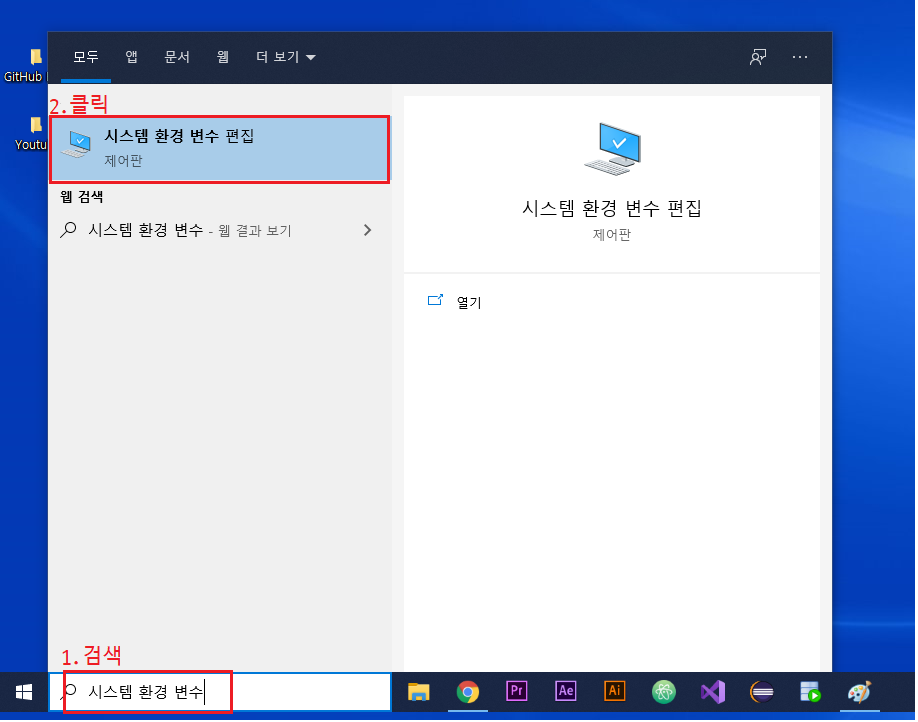 모두
앱
문서
웹
더 보기
GitHub
2. 클릭
시스템 환경 변수 편집
제어판
시스템 환경 변수 편집
제어판
Youtu
웹 검색
시스템 환경 변수 - 웹 결과 보기
열기
1. 검색
시스템 환경 변수
Pr
Ae
Ai